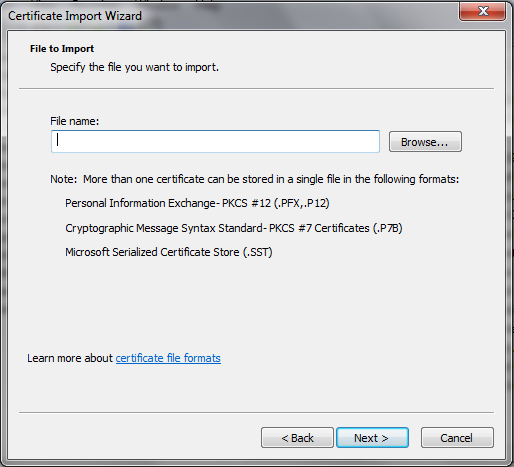 Certificate Import Wizard
File to Import
Specify the file you want to import.
File name:
Browse...
Note: More than one certificate can be stored in a single file in the following formats:
Personal Information Exchange- PKCS #12 (.PFX,.P12)
Cryptographic Message Syntax Standard- PKCS #7 Certificates (.P7B)
Microsoft Serialized Certificate Store (.SST)
Learn more about certificate file formats
< Back
Next >
Cancel